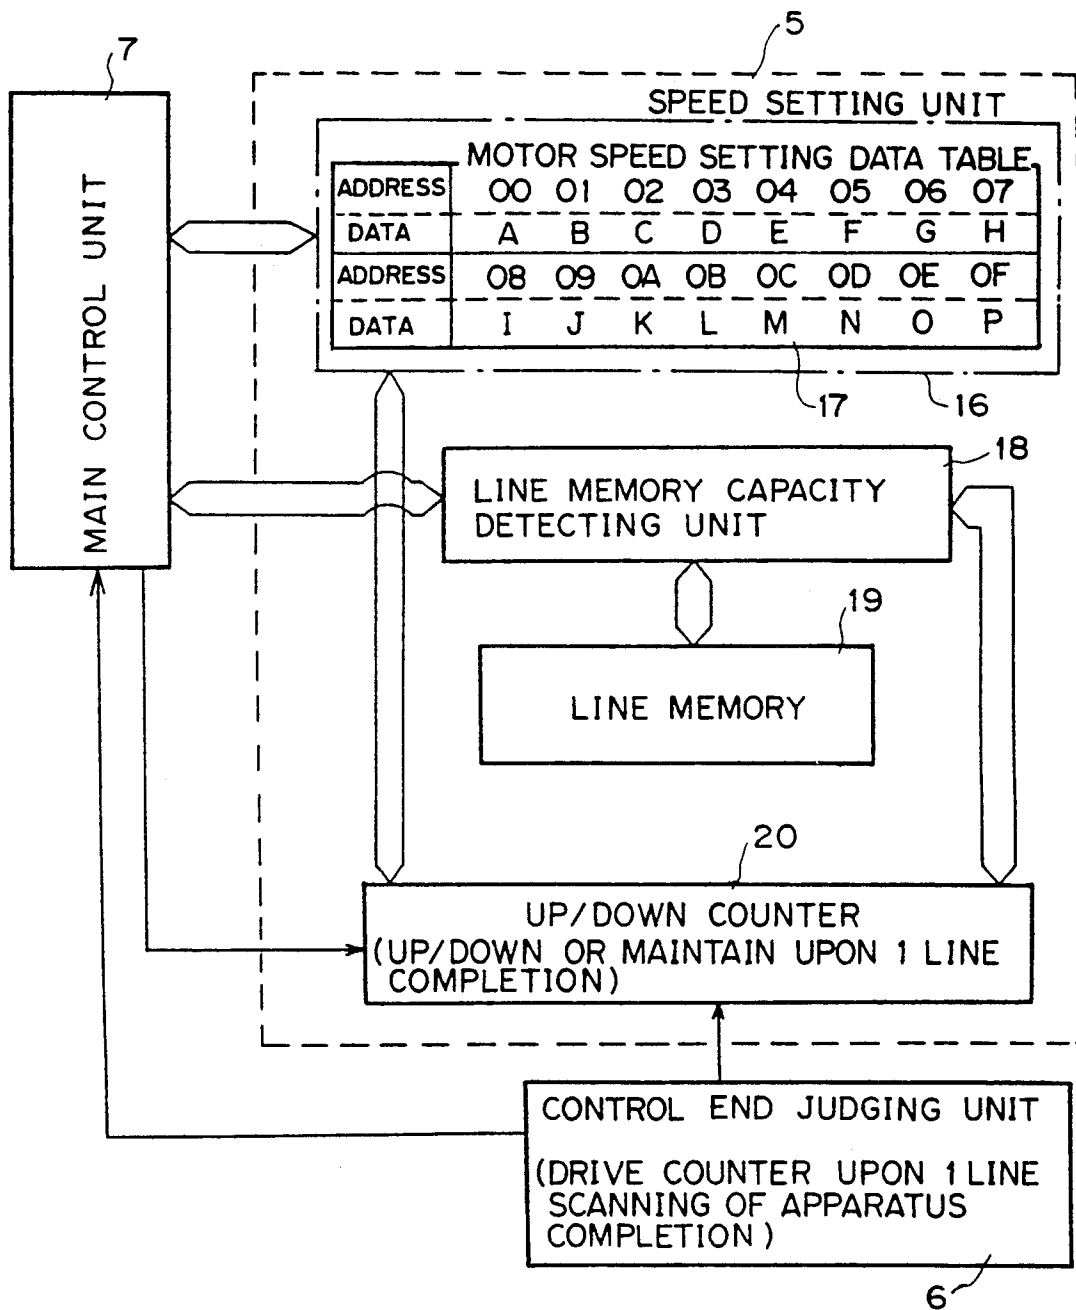 5
7
SPEED SETTING UNIT
MOTOR SPEED SETTING DATA TABLE
ADDRESS 00 01 02 03 04 05 06 07
DATA A B C D E F G H
ADDRESS 08 09 0A 0B 0C 0D 0E 0F
DATA I J K L M N O P
17
16
MAIN CONTROL UNIT
18
LINE MEMORY CAPACITY
DETECTING UNIT
19
LINE MEMORY
20
UP/DOWN COUNTER
(UP/DOWN OR MAINTAIN UPON 1 LINE
COMPLETION)
CONTROL END JUDGING UNIT
(DRIVE COUNTER UPON 1 LINE
SCANNING OF APPARATUS
COMPLETION)
6